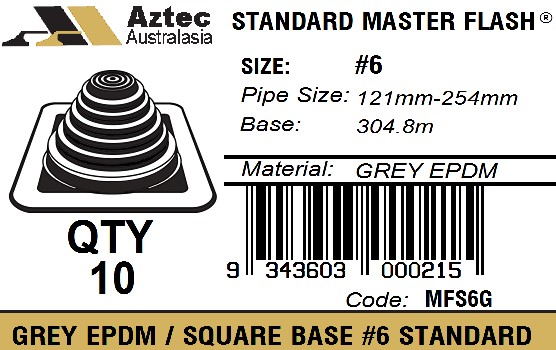 Aztec
Australasia
STANDARD MASTER FLASH®
SIZE: #6
Pipe Size: 121mm-254mm
Base: 304.8m
Material: GREY EPDM
QTY
10
9 343603 000215
Code: MFS6G
GREY EPDM / SQUARE BASE #6 STANDARD